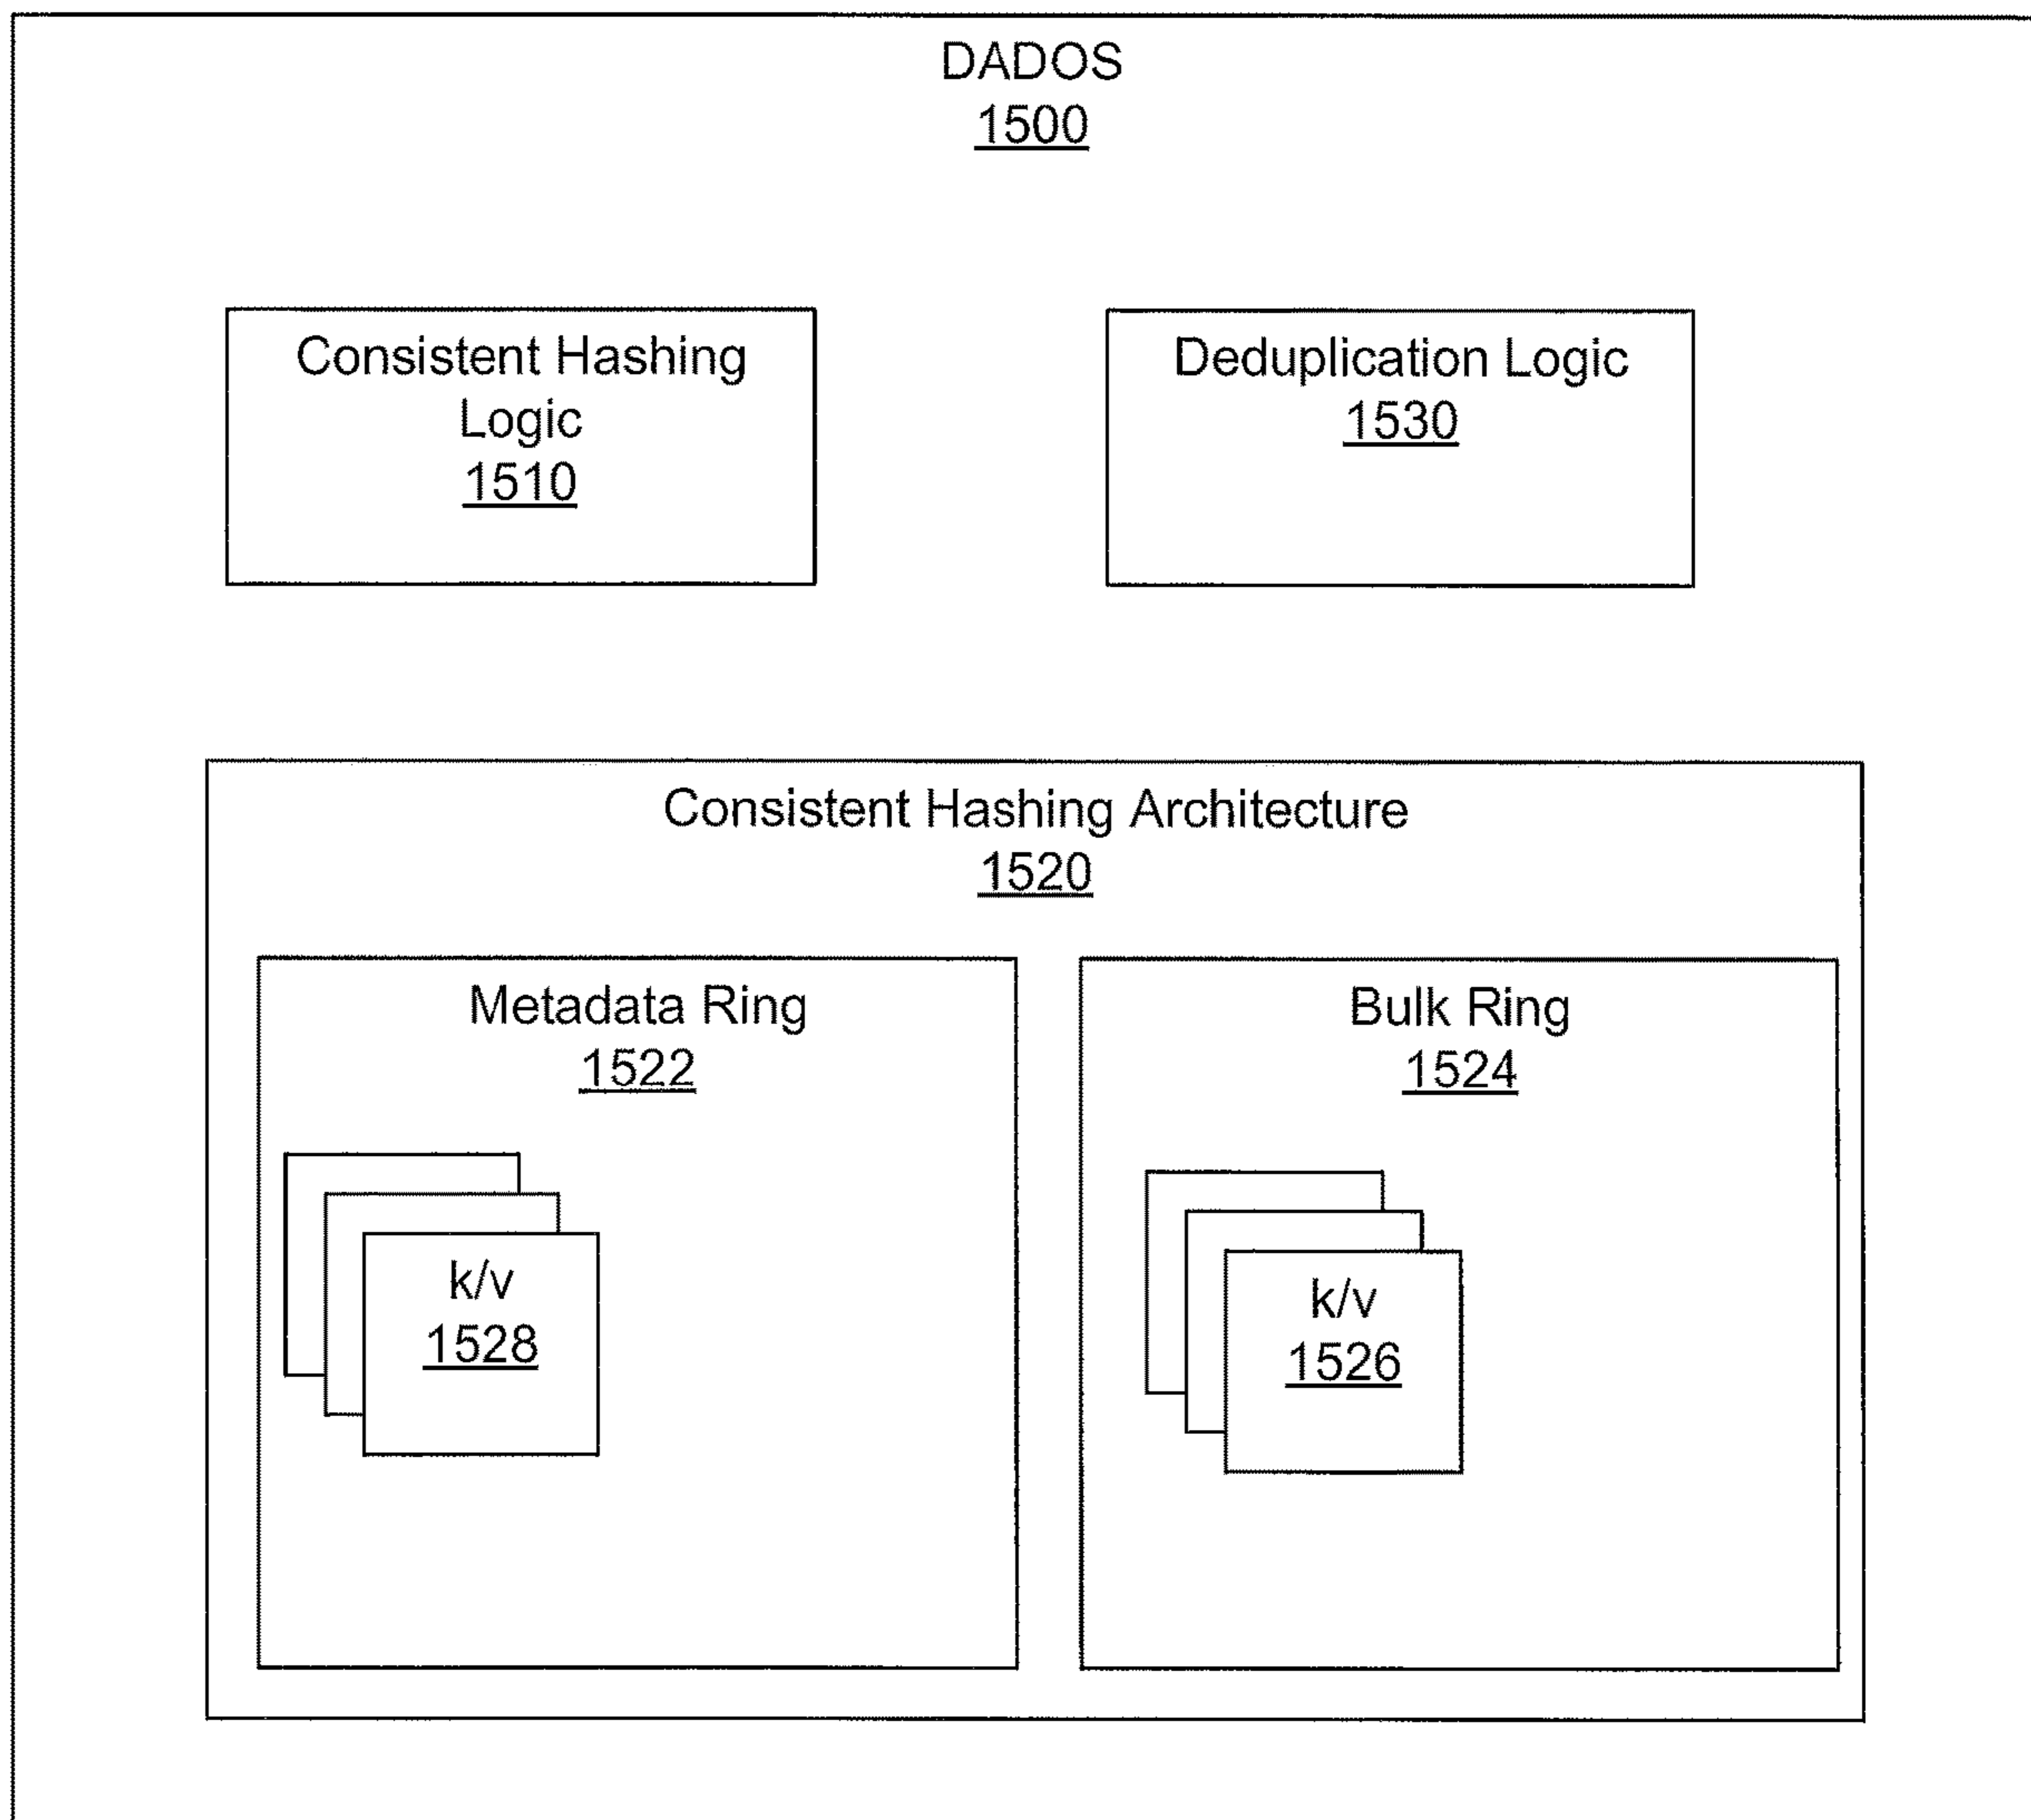 DADOS
1500
Consistent Hashing
Logic
1510
Deduplication Logic
1530
Consistent Hashing Architecture
1520
Metadata Ring
1522
k/v
1528
Bulk Ring
1524
k/v
1526